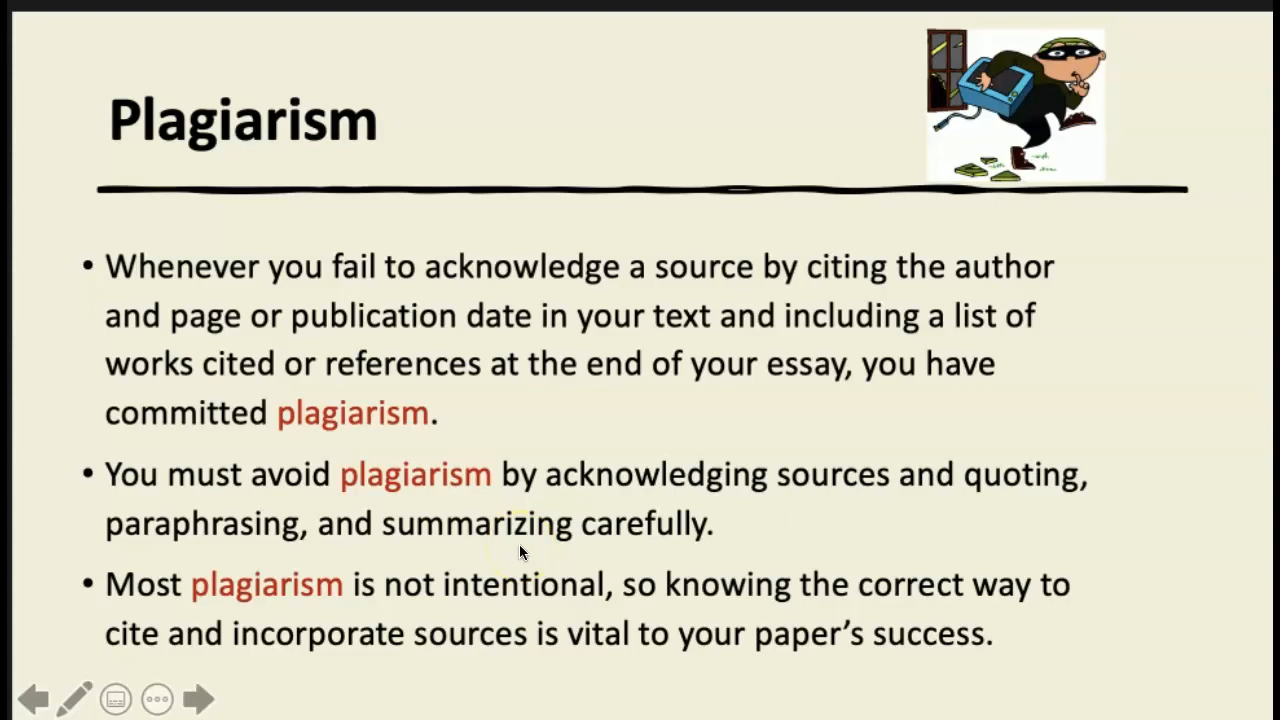 Plagiarism
• Whenever you fail to acknowledge a source by citing the author
and page or publication date in your text and including a list of
works cited or references at the end of your essay, you have
committed plagiarism.
• You must avoid plagiarism by acknowledging sources and quoting,
paraphrasing, and summarizing carefully.
• Most plagiarism is not intentional, so knowing the correct way to
cite and incorporate sources is vital to your paper’s success.